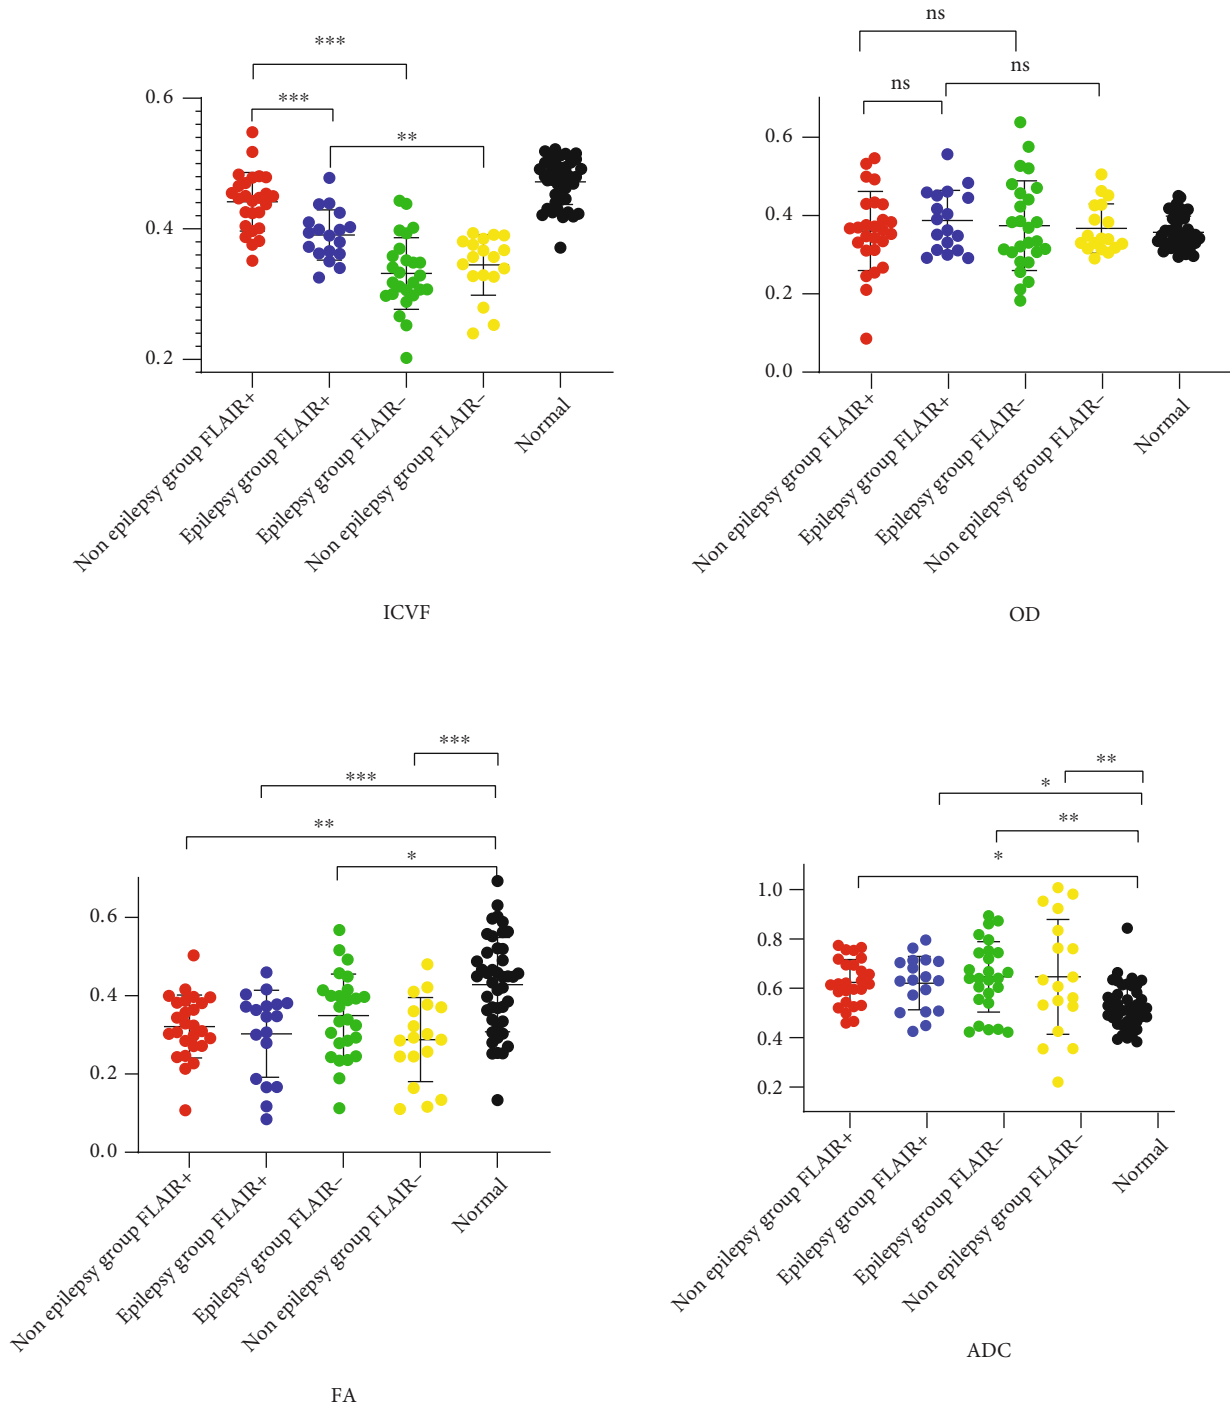 ***
***
**
0.6
0.4
0.2
Non epilepsy group FLAIR+
Epilepsy group FLAIR+
Epilepsy group FLAIR–
Non epilepsy group FLAIR–
Normal
ICVF
ns
ns
ns
0.6
0.4
0.2
0.0
Non epilepsy group FLAIR+
Epilepsy group FLAIR+
Epilepsy group FLAIR–
Non epilepsy group FLAIR–
Normal
OD
***
***
**
*
0.6
0.4
0.2
0.0
Non epilepsy group FLAIR+
Epilepsy group FLAIR+
Epilepsy group FLAIR–
Non epilepsy group FLAIR–
Normal
FA
**
*
**
*
1.0
0.8
0.6
0.4
0.2
Non epilepsy group FLAIR+
Epilepsy group FLAIR+
Epilepsy group FLAIR–
Non epilepsy group FLAIR–
Normal
ADC